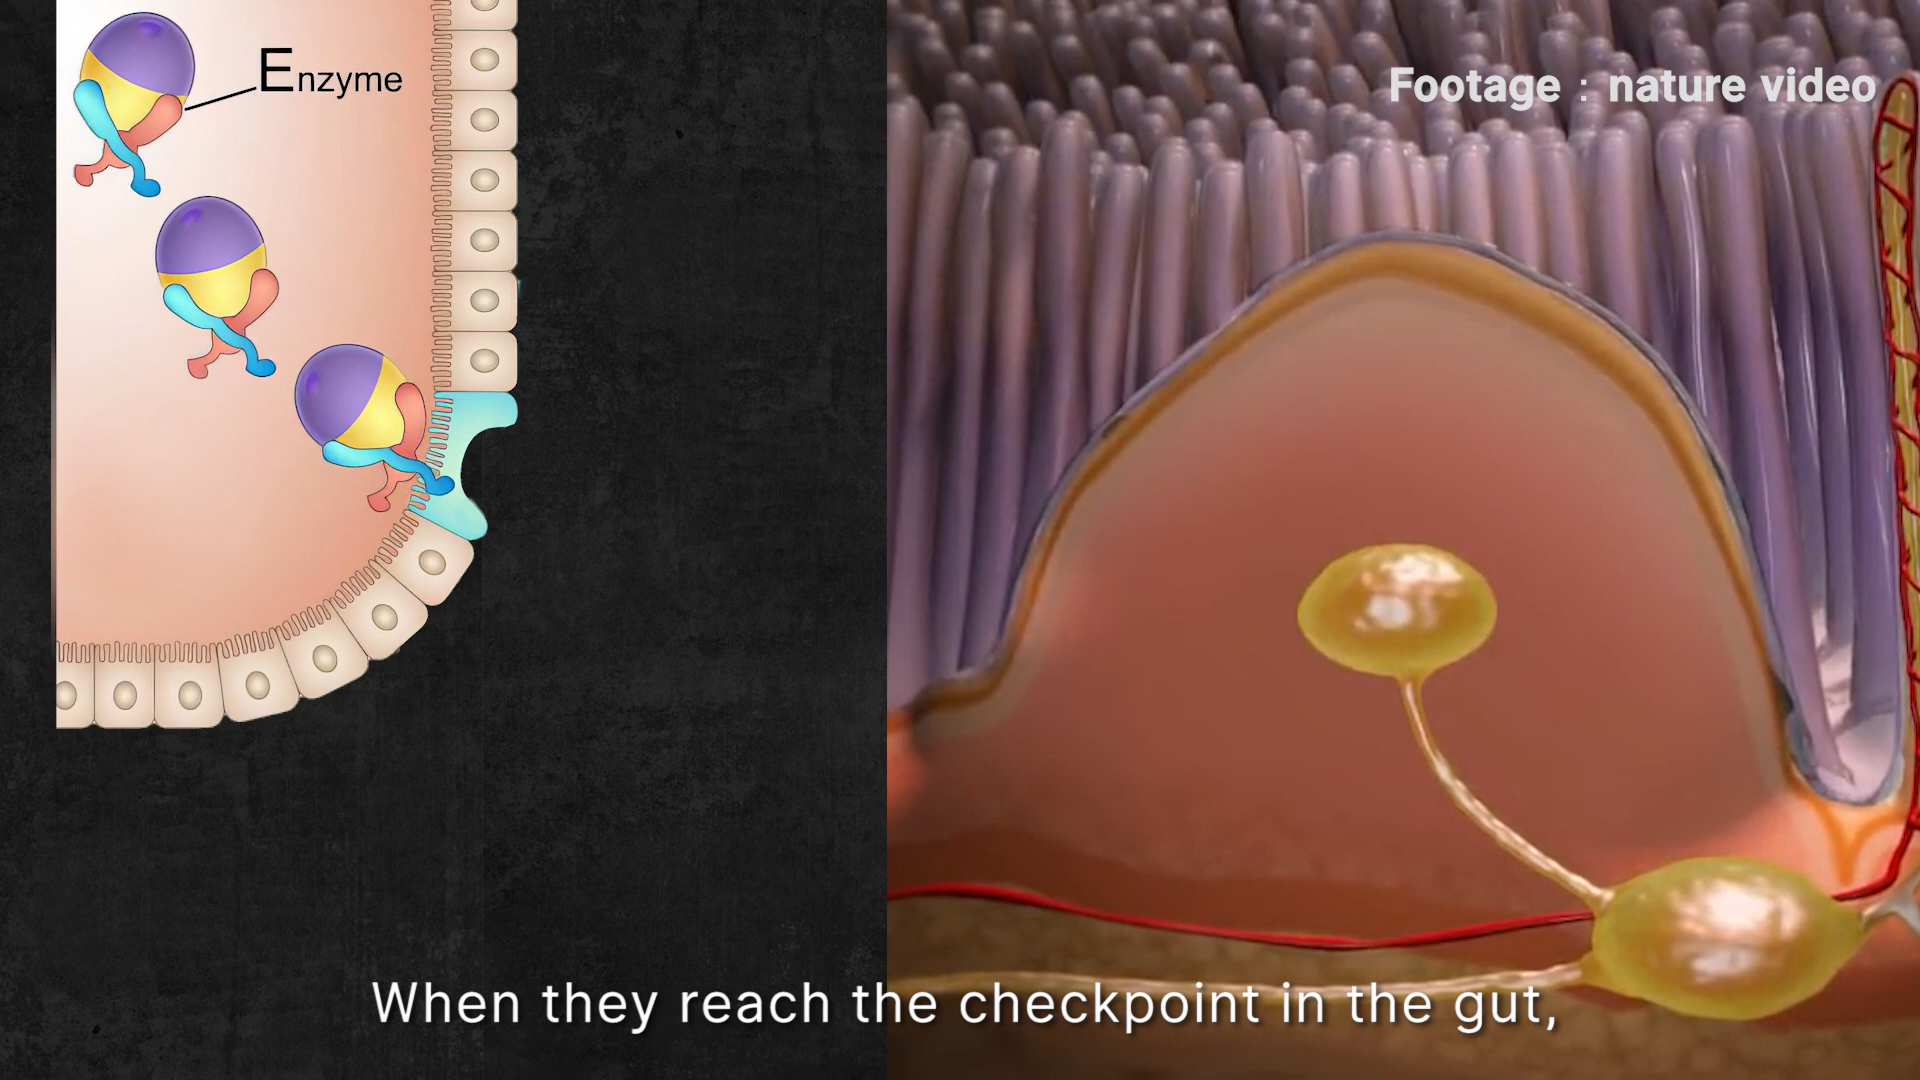 Enzyme
Footage : nature video
When they reach the checkpoint in the gut,